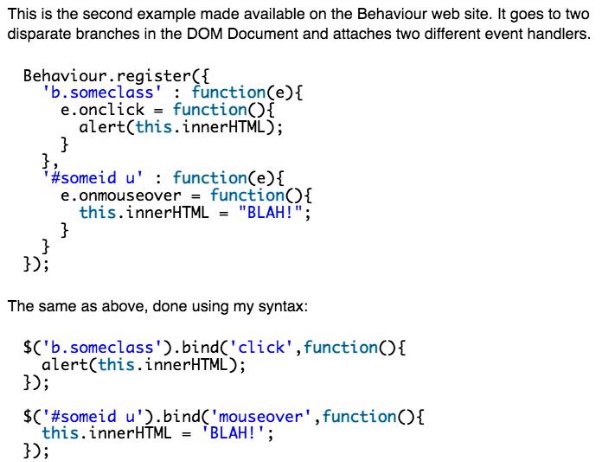 This is the second example made available on the Behaviour web site. It goes to two
disparate branches in the DOM Document and attaches two different event handlers.
Behaviour.register({
'b.someclass' : function(e){
e.onclick = function(){
alert(this.innerHTML);
}
},
'#someid u' : function(e){
e.onmouseover = function(){
this.innerHTML = "BLAH!";
}
}
});
The same as above, done using my syntax:
$('b.someclass').bind('click',function(){
alert(this.innerHTML);
});
$('#someid u').bind('mouseover',function(){
this.innerHTML = 'BLAH!';
});